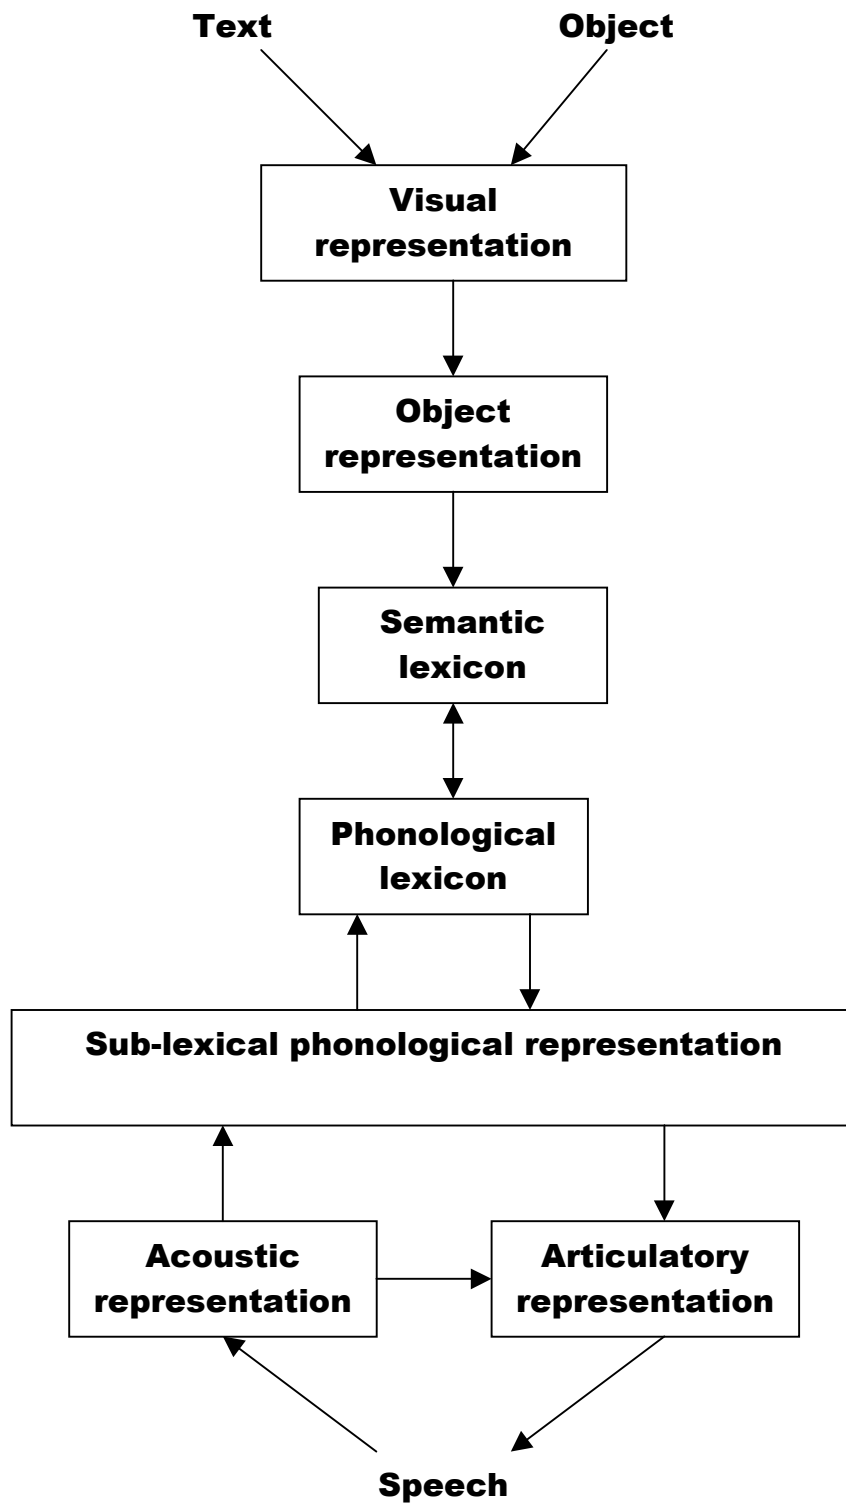 Text
Object
Visual
representation
Object
representation
Semantic
lexicon
Phonological
lexicon
Sub-lexical phonological representation
Acoustic
representation
Articulatory
representation
Speech